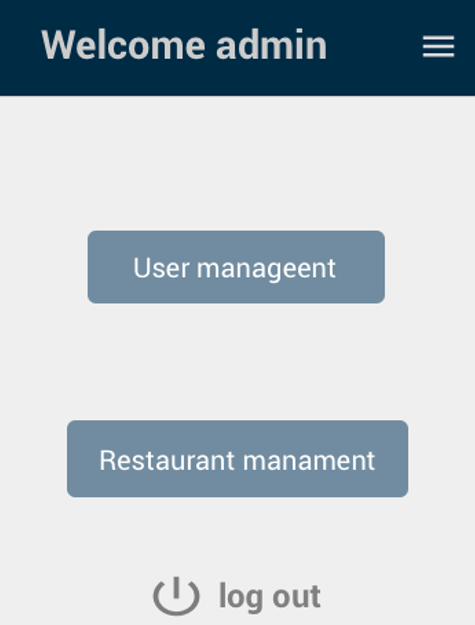 Welcome admin
User manageent
Restaurant manament
log out